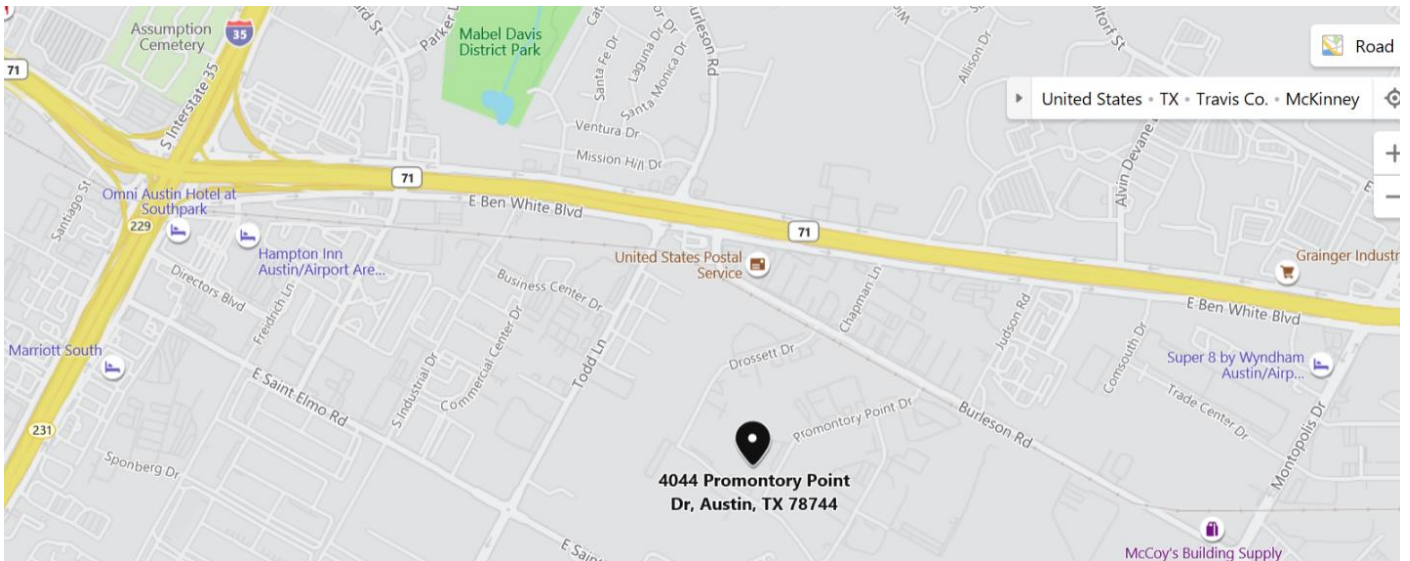 Assumption
Cemetery
35
71
S Interstate 35
Parker L
Mabel Davis
District Park
Santa Fe Dr
Laguna Dr
Santa Monica Dr
Burleson Rd
Ventura Dr
Mission Hill Dr
Allison Dr
ltorf St
Road
United States • TX • Travis Co. • McKinney
Alvin Devane
71
E Ben White Blvd
71
Santiago St
Omni Austin Hotel at
Southpark
229
Hampton Inn
Austin/Airport Are...
Directors Blvd
Freidrich Ln
Business Center Dr
Commercial Center Dr
S Industrial Dr
Todd Ln
United States Postal
Service
Chapman Ln
Drossett Dr
Judson Rd
Grainger Industr
E Ben White Blvd
Comsouth Dr
Super 8 by Wyndham
Austin/Airp...
Trade Center Dr
Montopolis Dr
Marriott South
E Saint Elmo Rd
231
Sponberg Dr
Promontory Point Dr
Burleson Rd
4044 Promontory Point
Dr, Austin, TX 78744
E Sain
McCoy's Building Supply